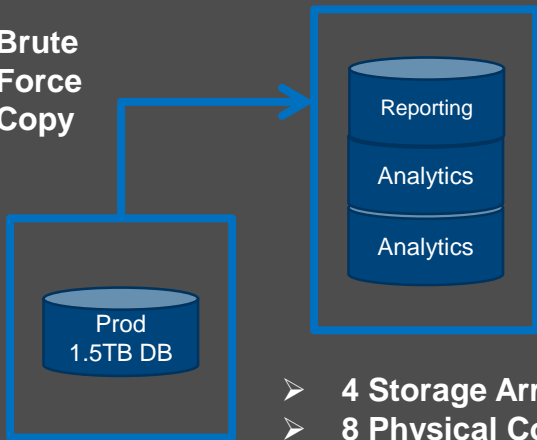 Brute
Force
Copy
Reporting
Analytics
Analytics
Prod
1.5TB DB
➢ 4 Storage
➢ 8 Physical